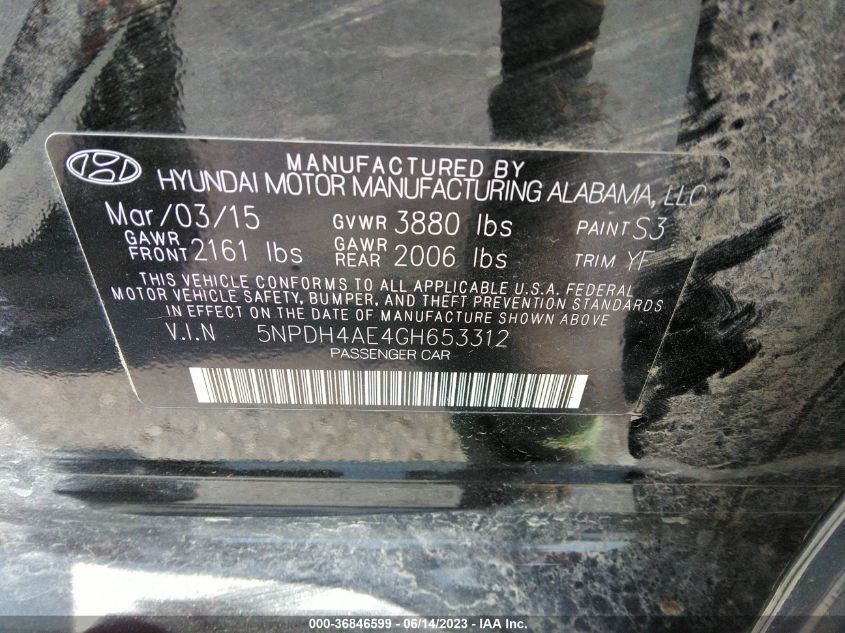 MANUFACTURED BY
HYUNDAI MOTOR MANUFACTURING ALABAMA, LLC
Mar/03/15 GVWR 3880 lbs PAINT S3
GAWR FRONT 2161 lbs GAWR REAR 2006 lbs TRIM YF
THIS VEHICLE CONFORMS TO ALL APPLICABLE U.S.A. FEDERAL
MOTOR VEHICLE SAFETY, BUMPER, AND THEFT PREVENTION STANDARDS
IN EFFECT ON THE DATE OF MANUFACTURE SHOWN ABOVE
V.I.N 5NPDH4AE4GH653312
PASSENGER CAR
000-36846599 - 06/14/2023 - IAA Inc.